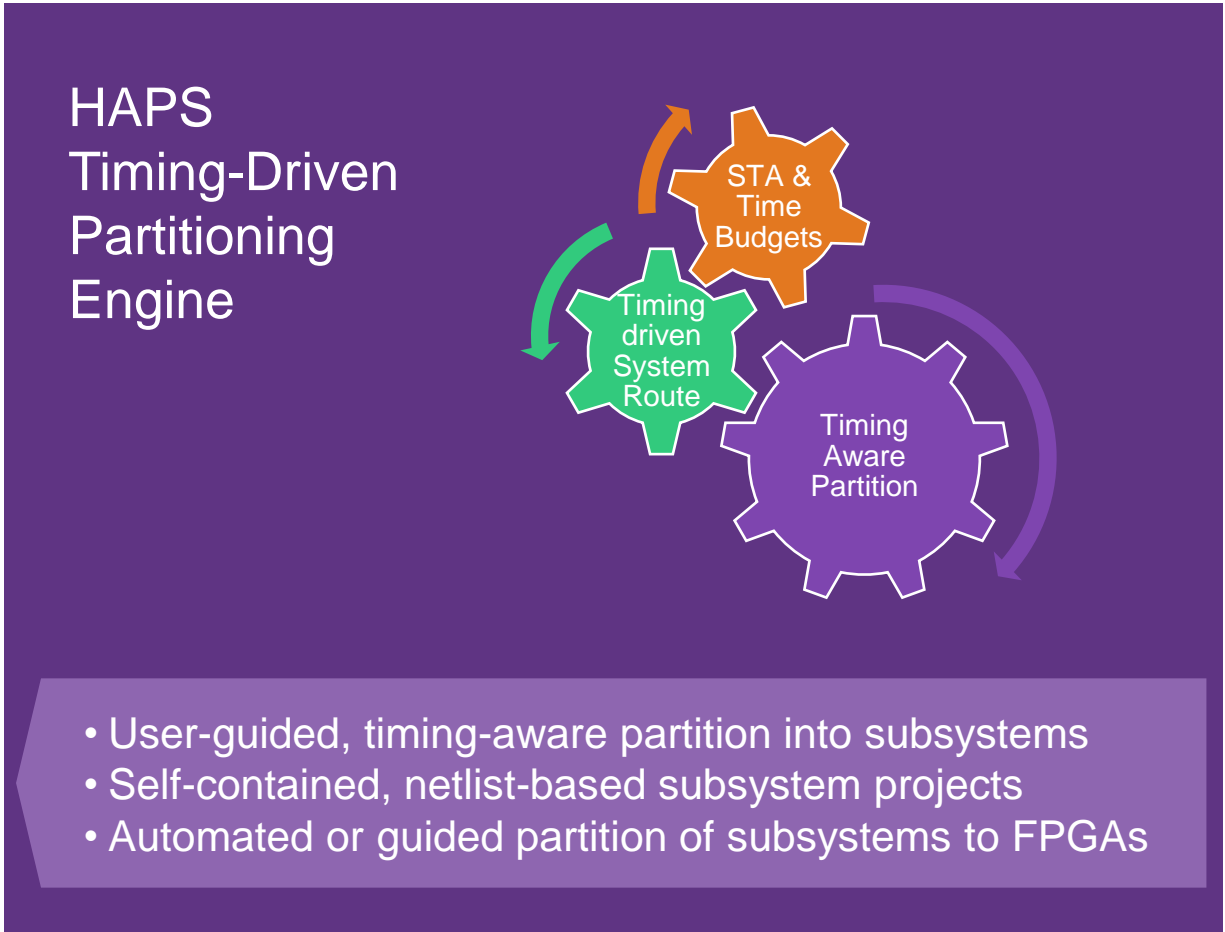 HAPS
Timing-Driven
Partitioning
Engine
STA &
Time
Budgets
Timing
driven
System
Route
Timing
Aware
Partition
• User-guided, timing-aware partition into subsystems
• Self-contained, netlist-based subsystem projects
• Automated or guided partition of subsystems to FPGAs